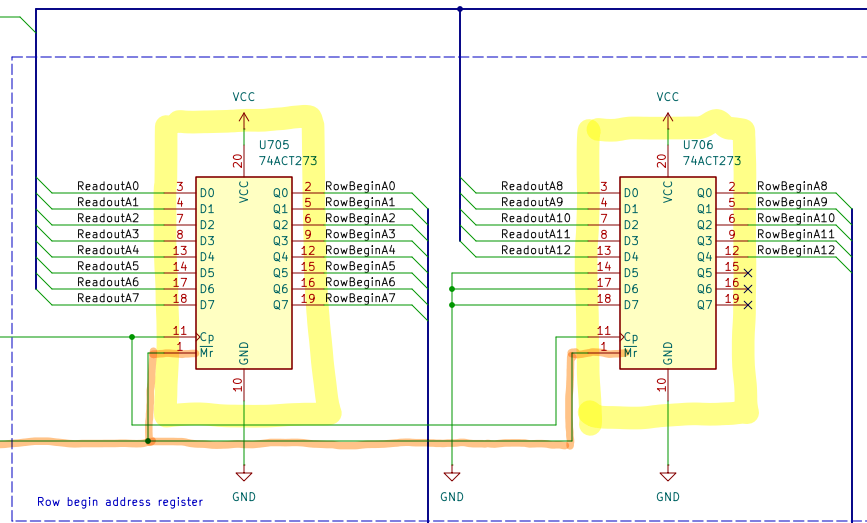 VCC
U705
74ACT273
20
VCC
ReadoutA0 3 D0 Q0 2 RowBeginA0
ReadoutA1 4 D1 Q1 5 RowBeginA1
ReadoutA2 7 D2 Q2 6 RowBeginA2
ReadoutA3 8 D3 Q3 9 RowBeginA3
ReadoutA4 13 D4 Q4 12 RowBeginA4
ReadoutA5 14 D5 Q5 15 RowBeginA5
ReadoutA6 17 D6 Q6 16 RowBeginA6
ReadoutA7 18 D7 Q7 19 RowBeginA7
11 Cp
1 Mr
GND
10
GND
VCC
U706
74ACT273
20
VCC
ReadoutA8 3 D0 Q0 2 RowBeginA8
ReadoutA9 4 D1 Q1 5 RowBeginA9
ReadoutA10 7 D2 Q2 6 RowBeginA10
ReadoutA11 8 D3 Q3 9 RowBeginA11
ReadoutA12 13 D4 Q4 12 RowBeginA12
14 D5 Q5 15
17 D6 Q6 16
18 D7 Q7 19
11 Cp
1 Mr
GND
10
GND
GND
Row begin address register